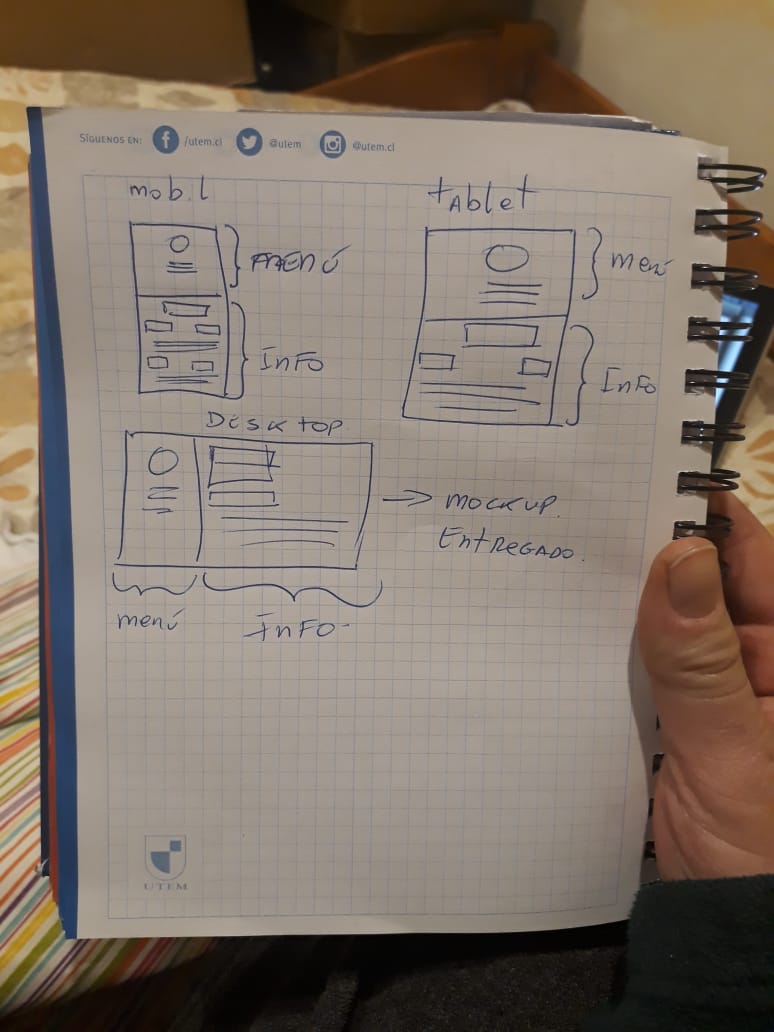 SÍGUENOS EN: /utem.cl @utem @utem.cl
mobil
tablet
menú
Info
menú
Info
DESKTOP
→ mockup.
Entregado.
menú
Info
UTEM